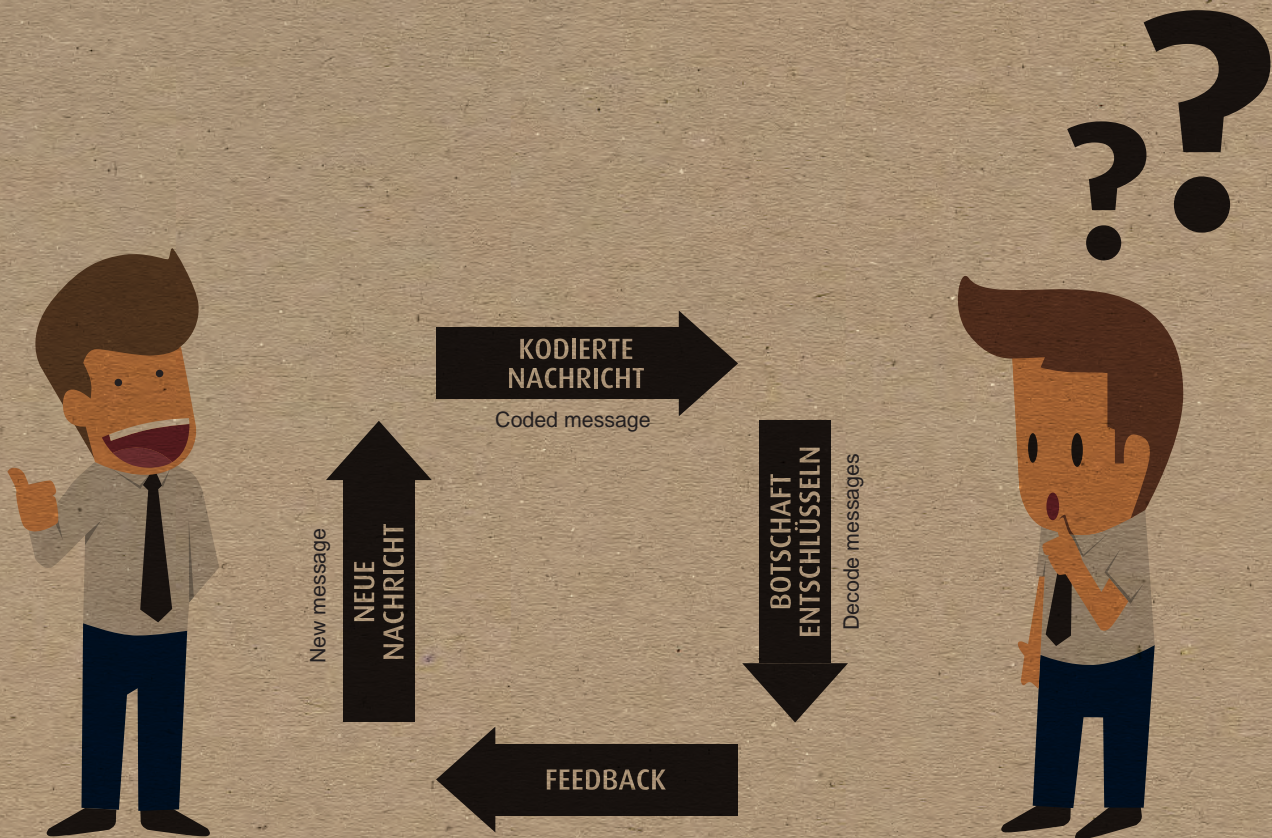 ? ?
KODIERTE
NACHRICHT
Coded message
BOTSCHAFT
ENTSCHLÜSSELN
Decode messages
FEEDBACK
NEUE
NACHRICHT
New message